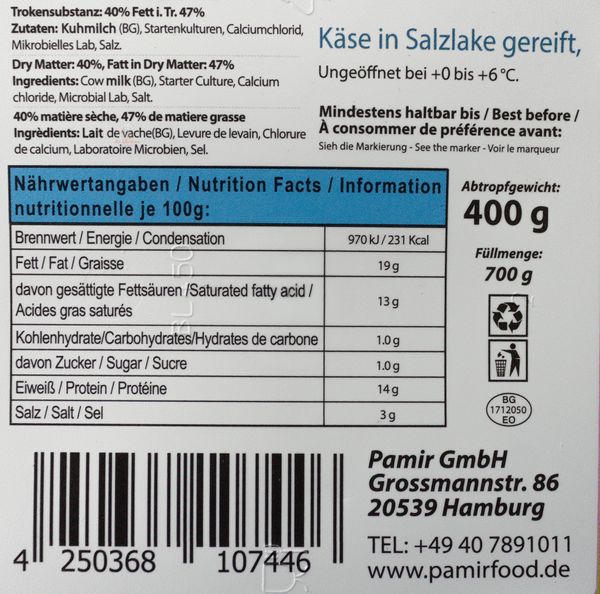 Trokensubstanz: 40% Fett i. Tr. 47%
Zutaten: Kuhmilch (BG), Startenkulturen, Calciumchlorid,
Mikrobielles Lab, Salz.
Dry Matter: 40%, Fatt in Dry Matter: 47%
Ingredients: Cow milk (BG), Starter Culture, Calcium
chloride, Microbial Lab, Salt.
40% matière sèche, 47% de matiere grasse
Ingrèdients: Lait de vache(BG), Levure de levain, Chlorure
de calcium, Laboratoire Microbien, Sel.
Käse in Salzlake gereift,
Ungeöffnet bei +0 bis +6 °C.
Mindestens haltbar bis / Best before /
À consommer de préférence avant:
Sieh die Markierung - See the marker - Voir le marqueur
Nährwertangaben / Nutrition Facts / Information
nutritionnelle je 100g:
Brennwert / Energie / Condensation 970 kJ / 231 Kcal
Fett / Fat / Graisse 19 g
davon gesättigte Fettsäuren /Saturated fatty acid /
Acides gras saturés 13 g
Kohlenhydrate/Carbohydrates/Hydrates de carbone 1.0 g
davon Zucker / Sugar / Sucre 1.0 g
Eiweiß / Protein / Protéine 14 g
Salz / Salt / Sel 3 g
Abtropfgewicht:
400 g
Füllmenge:
700 g
BG
1712050
EO
4 250368 107446
Pamir GmbH
Grossmannstr. 86
20539 Hamburg
TEL: +49 40 7891011
www.pamirfood.de